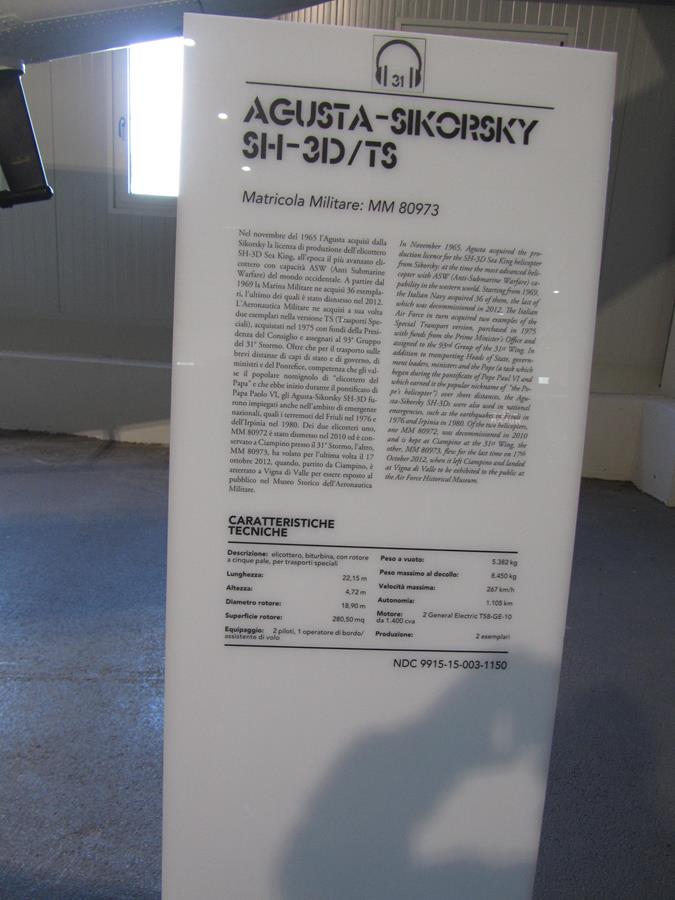 31
AGUSTA-SIKORSKY
SH-3D/TS
Matricola Militare: MM 80973
Nel novembre del 1965 l'Agusta acquisì dalla
Sikorsky la licenza di produzione dell'elicottero
SH-3D Sea King, all'epoca il più avanzato eli-
cottero con capacità ASW (Anti Submarine
Warfare) del mondo occidentale. A partire dal
1969 la Marina Militare ne acquisì 36 esempla-
ri, l'ultimo dei quali è stato dismesso nel 2012.
L'Aeronautica Militare ne acquisì a sua volta
due esemplari nella versione TS (Trasporti Spe-
ciali), acquistati nel 1975 con fondi della Presi-
denza del Consiglio e assegnati al 93° Gruppo
del 31° Stormo. Oltre che per il trasporto sulle
brevi distanze di capi di stato e di governo, di
ministri e del Pontefice, competenza che gli val-
se il popolare nomignolo di "elicottero del
Papa" e che ebbe inizio durante il pontificato di
Papa Paolo VI, gli Agusta-Sikorsky SH-3D fu-
rono impiegati anche nell'ambito di emergenze
nazionali, quali i terremoti del Friuli nel 1976 e
dell'Irpinia nel 1980. Dei due elicotteri uno,
MM 80972 è stato dismesso nel 2010 ed è con-
servato a Ciampino presso il 31° Stormo, l'altro,
MM 80973, ha volato per l'ultima volta il 17
ottobre 2012, quando, partito da Ciampino, è
atterrato a Vigna di Valle per essere esposto al
pubblico nel Museo Storico dell'Aeronautica
Militare.
In November 1965, Agusta acquired the pro-
duction licence for the SH-3D Sea King helicopter
from Sikorsky: at the time the most advanced heli-
copter with ASW (Anti-Submarine Warfare) ca-
pability in the western world. Starting from 1969,
the Italian Navy acquired 36 of them, the last of
which was decommissioned in 2012. The Italian
Air Force in turn acquired two examples of the
Special Transport version, purchased in 1975
with funds from the Prime Minister's Office and
assigned to the 93rd Group of the 31st Wing. In
addition to transporting Heads of State, govern-
ment leaders, ministers and the Pope (a task which
began during the pontificate of Pope Paul VI and
which earned it the popular nickname of "the Po-
pe's helicopter") over short distances, the Agu-
sta-Sikorsky SH-3Ds were also used in national
emergencies, such as the earthquakes in Friuli in
1976 and Irpinia in 1980. Of the two helicopters,
one MM 80972, was decommissioned in 2010
and is kept at Ciampino at the 31st Wing, the
other, MM 80973, flew for the last time on 17th
October 2012, when it left Ciampino and landed
at Vigna di Valle to be exhibited to the public at
the Air Force Historical Museum.
CARATTERISTICHE
TECNICHE
Descrizione: elicottero, biturbina, con rotore
a cinque pale, per trasporti speciali
Lunghezza: 22,15 m
Altezza: 4,72 m
Diametro rotore: 18,90 m
Superficie rotore: 280,50 mq
Equipaggio: 2 piloti, 1 operatore di bordo/
assistente di volo
Peso a vuoto: 5.382 kg
Peso massimo al decollo: 8.450 kg
Velocità massima: 267 km/h
Autonomia: 1.105 km
Motore: 2 General Electric T58-GE-10
da 1.400 cva
Produzione: 2 esemplari
NDC 9915-15-003-1150